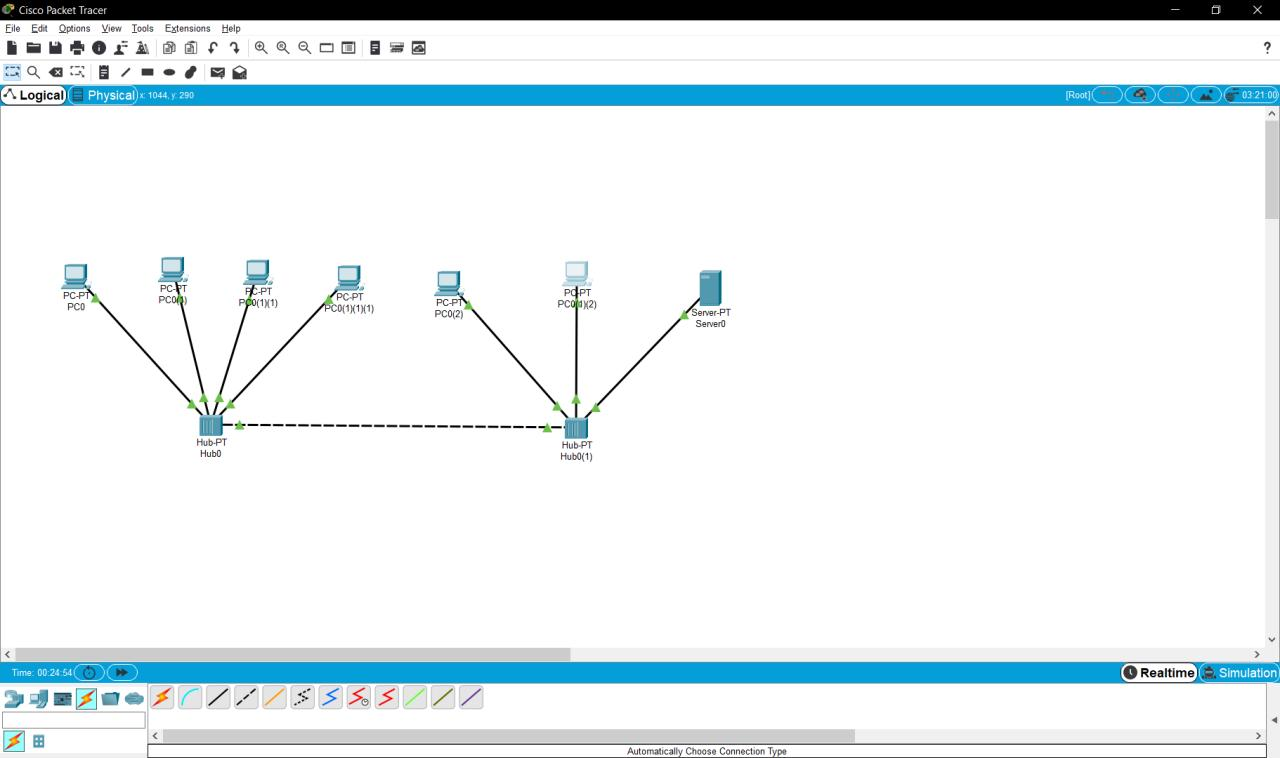 Cisco Packet Tracer
File Edit Options View Tools Extensions Help
?
Logical Physical x: 1044, y: 290 [Root] 03:21:00
PC-PT
PC0
PC-PT
PC0(1)
PC-PT
PC0(1)(1)
PC-PT
PC0(1)(1)(1)
PC-PT
PC0(2)
PC-PT
PC0(1)(2)
Server-PT
Server0
Hub-PT
Hub0
Hub-PT
Hub0(1)
Time: 00:24:54 Realtime Simulation
Automatically Choose Connection Type